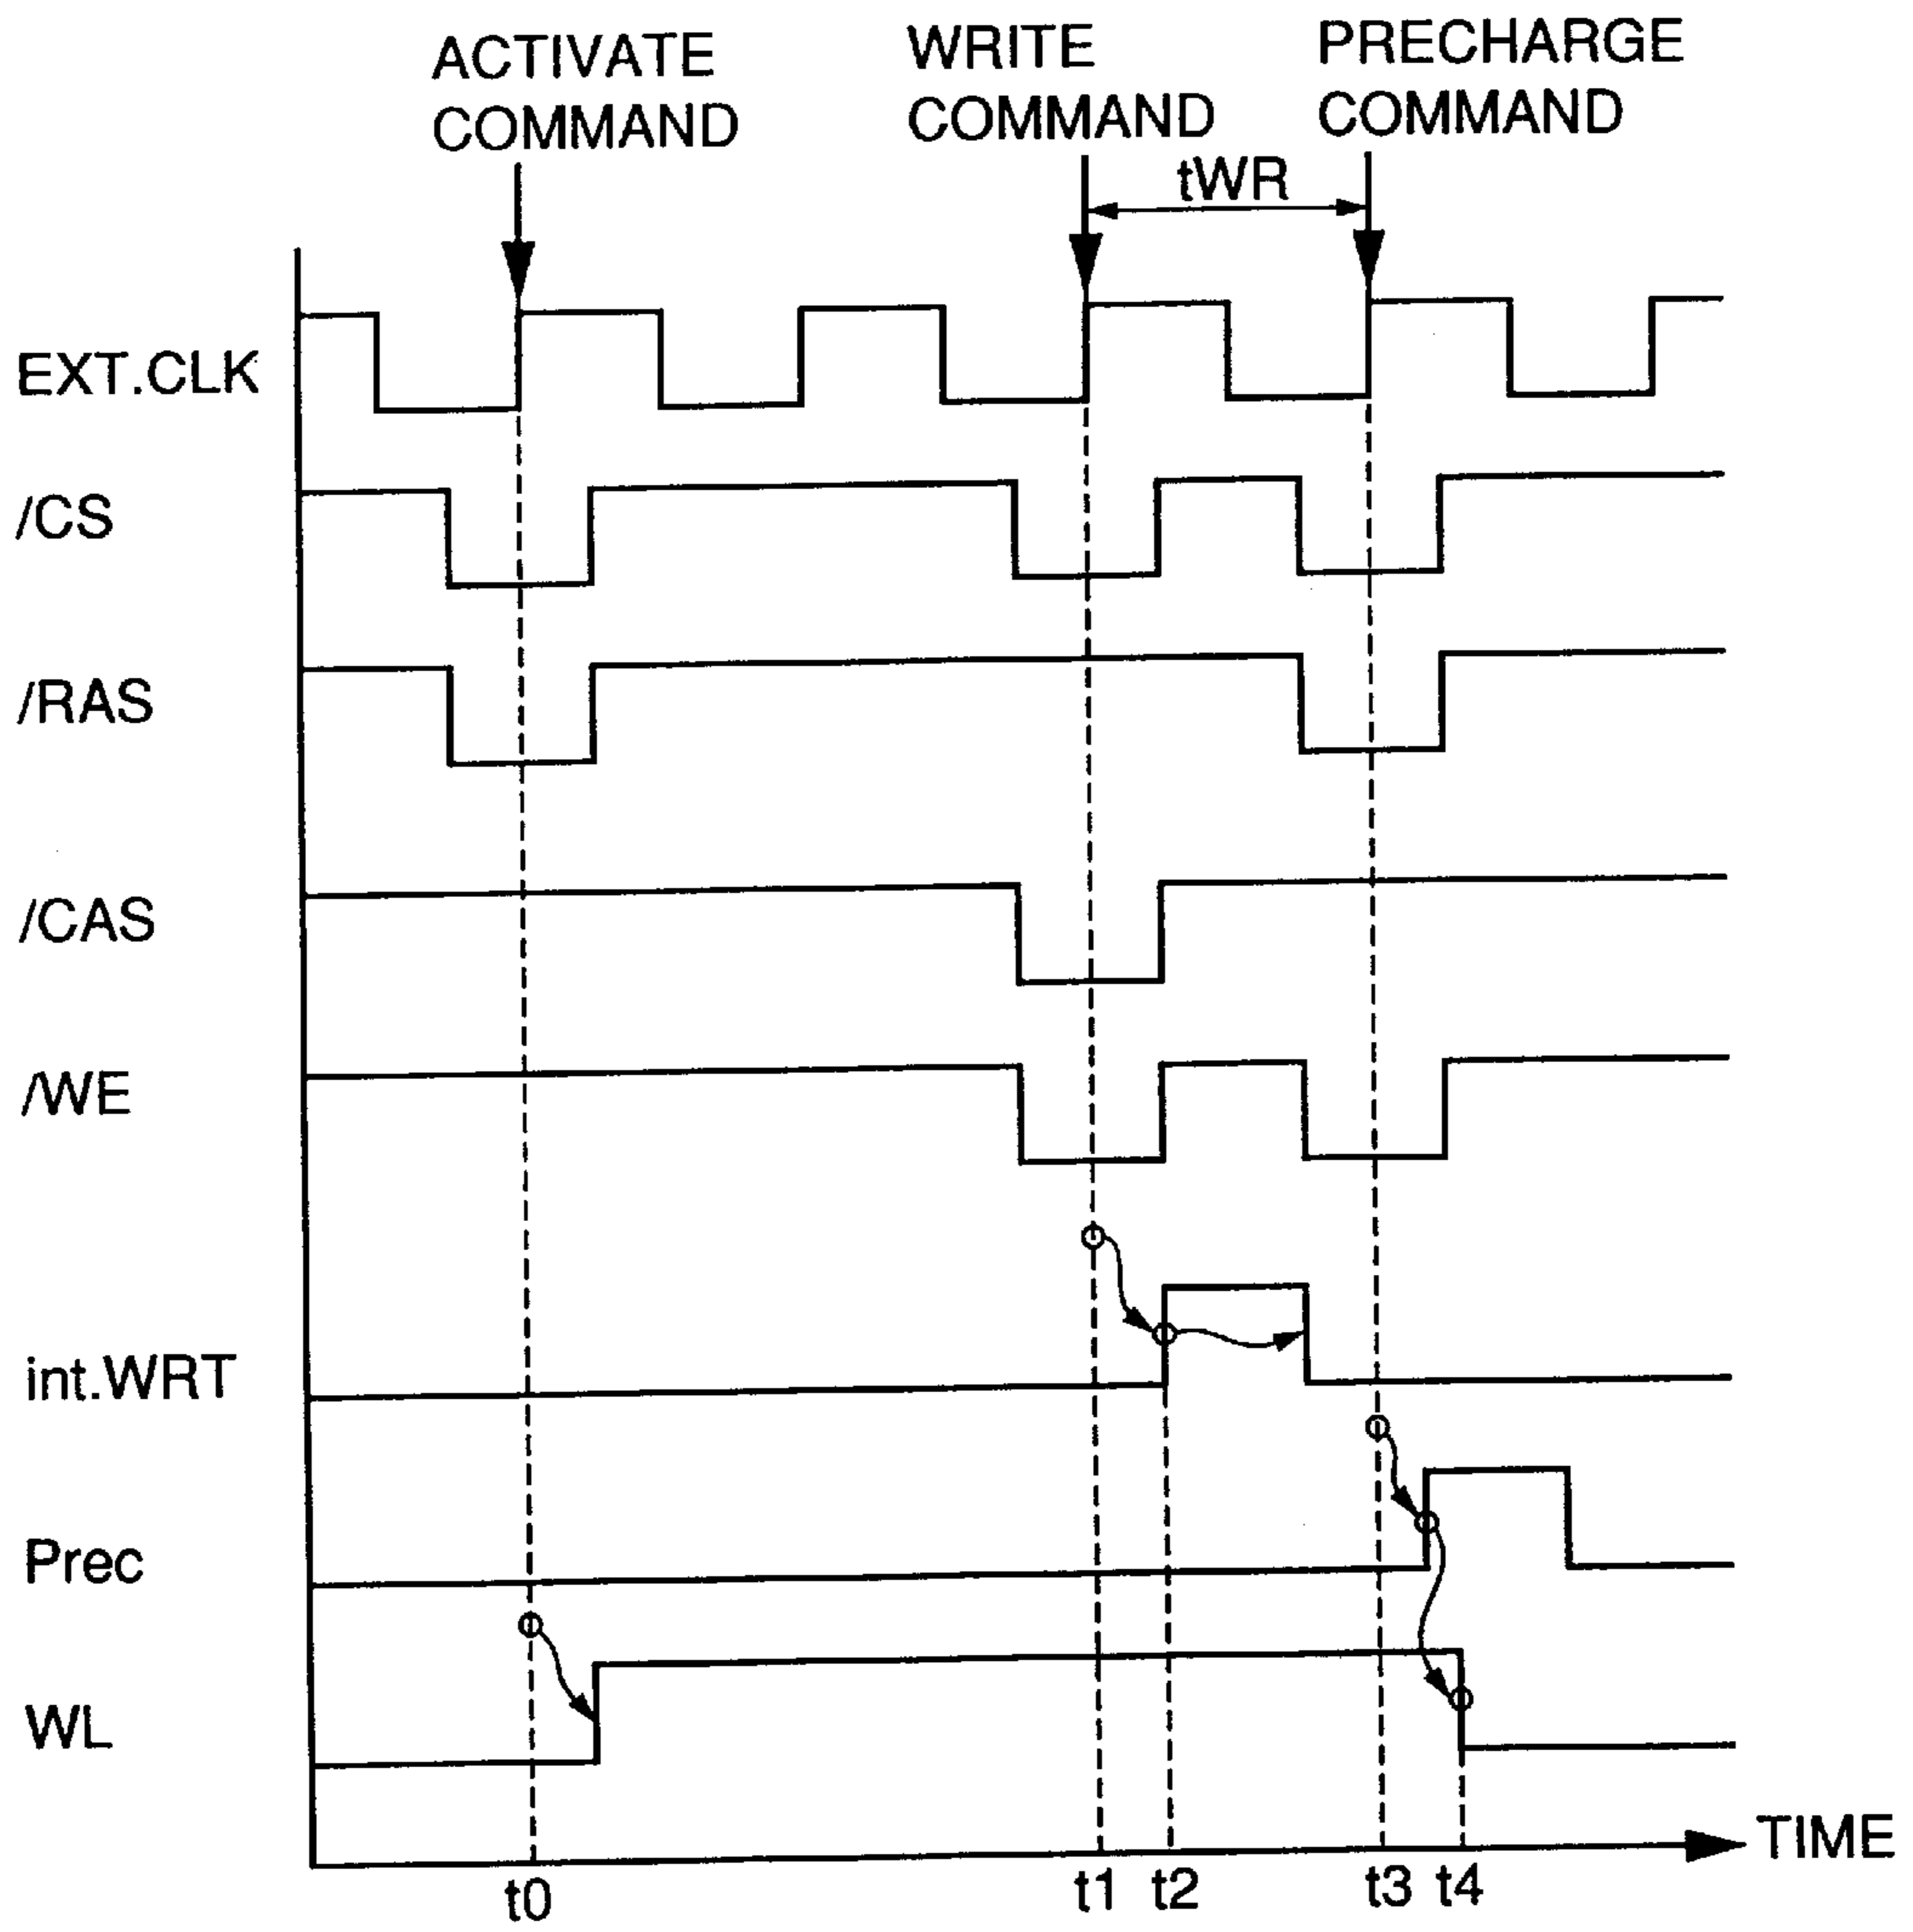 ACTIVATE
COMMAND
WRITE
COMMAND
PRECHARGE
COMMAND
tWR
EXT.CLK
/CS
/RAS
/CAS
/WE
int.WRT
Prec
WL
TIME
t0
t1
t2
t3
t4